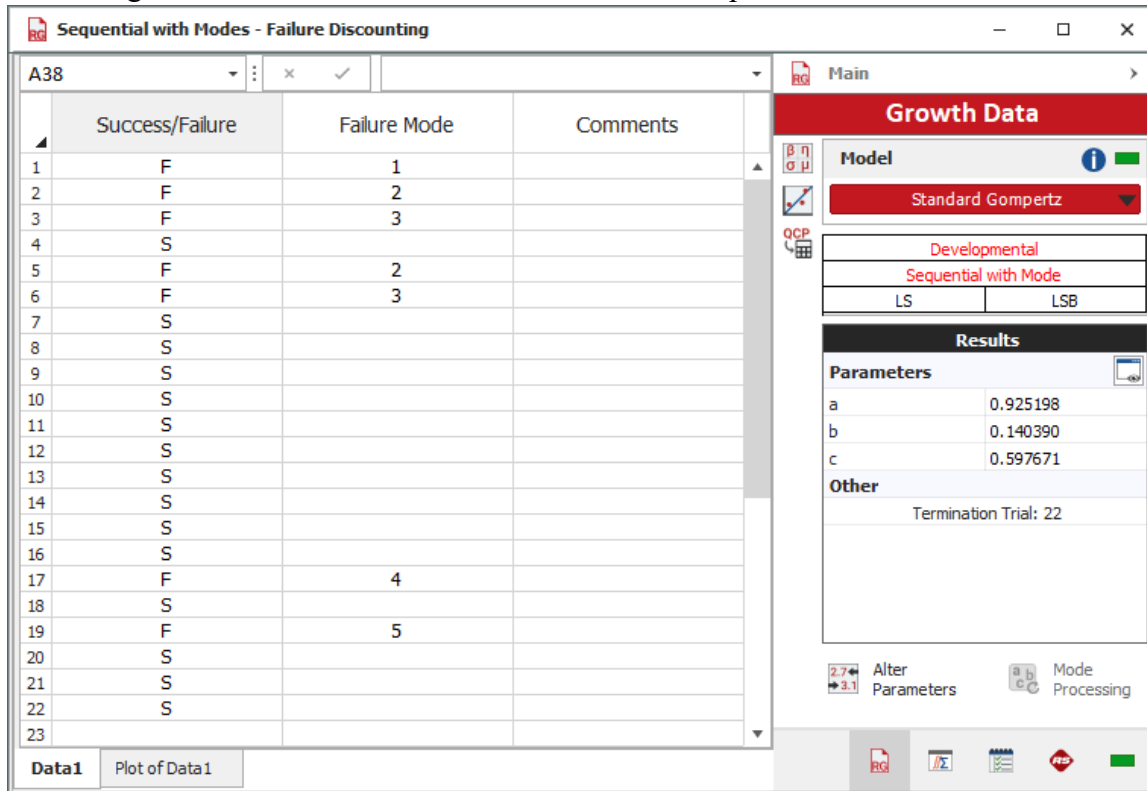 Sequential with Modes - Failure Discounting
A38
Success/Failure Failure Mode Comments
1 F 1
2 F 2
3 F 3
4 S
5 F 2
6 F 3
7 S
8 S
9 S
10 S
11 S
12 S
13 S
14 S
15 S
16 S
17 F 4
18 S
19 F 5
20 S
21 S
22 S
23
Data1 Plot of Data1
RG Main
Growth Data
β η
σ μ
QCP
Model
Standard Gompertz
Developmental
Sequential with Mode
LS LSB
Results
Parameters
a 0.925198
b 0.140390
c 0.597671
Other
Termination Trial: 22
2.7 3.1 Alter Parameters
a b c Mode Processing
RG